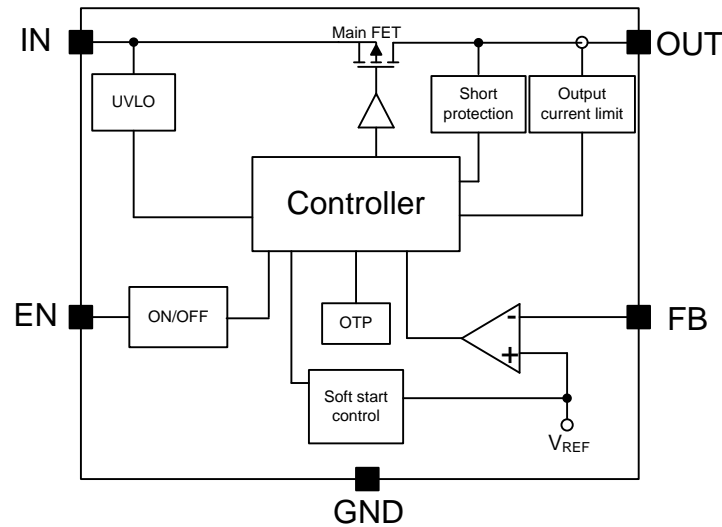 IN
Main FET
OUT
UVLO
Short
protection
Output
current limit
Controller
EN
ON/OFF
OTP
-
+
FB
Soft start
control
VREF
GND